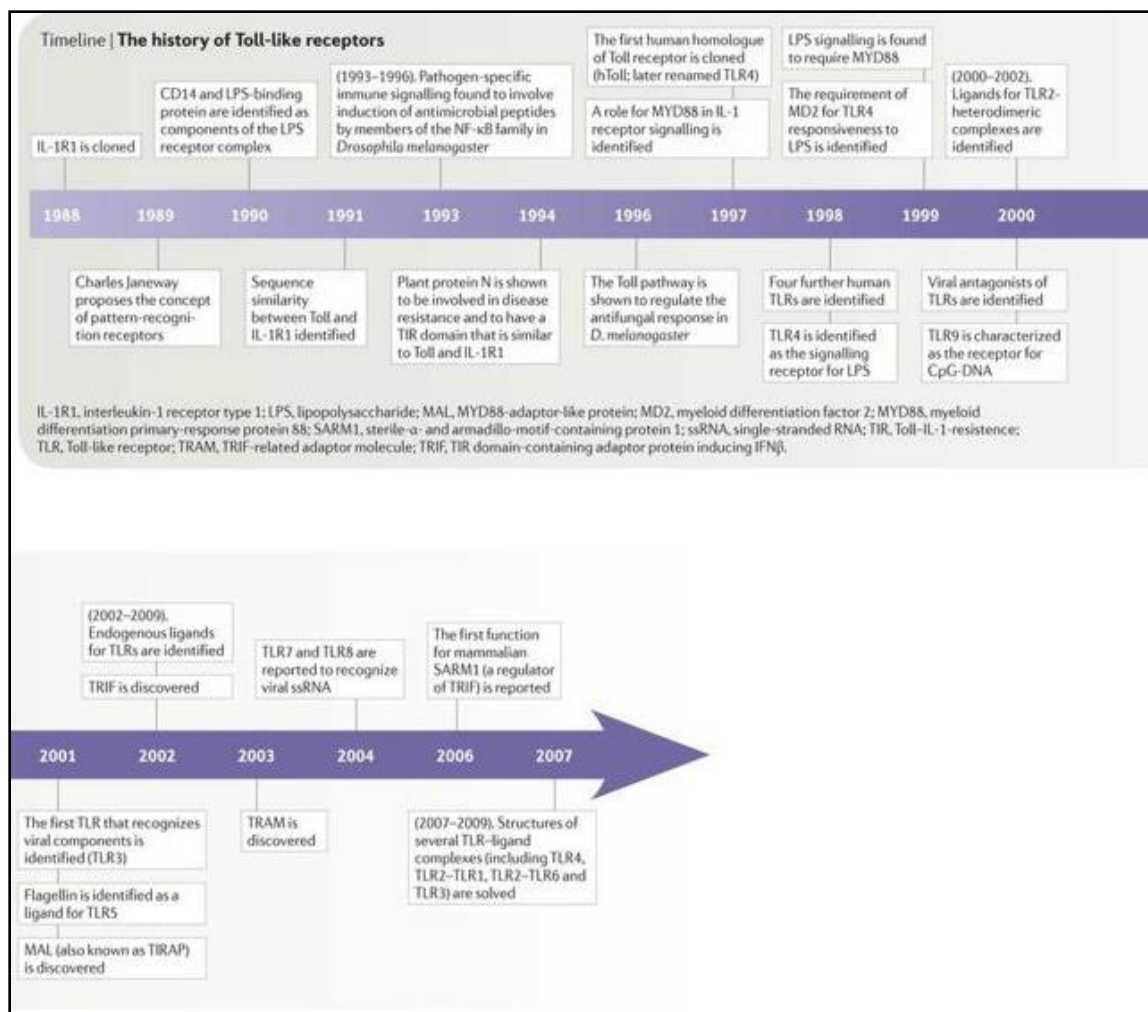 Timeline | The history of Toll-like receptors
IL-1R1 is cloned
CD14 and LPS-binding
protein are identified as
components of the LPS
receptor complex
(1993–1996). Pathogen-specific
immune signalling found to involve
induction of antimicrobial peptides
by members of the NF-κB family in
Drosophila melanogaster
The first human homologue
of Toll receptor is cloned
(hToll; later renamed TLR4)
A role for MYD88 in IL-1
receptor signalling is
identified
LPS signalling is found
to require MYD88
The requirement of
MD2 for TLR4
responsiveness to
LPS is identified
(2000–2002).
Ligands for TLR2-
heterodimeric
complexes are
identified
1988 1989 1990 1991 1993 1994 1996 1997 1998 1999 2000
Charles Janeway
proposes the concept
of pattern-recogni-
tion receptors
Sequence
similarity
between Toll and
IL-1R1 identified
Plant protein N is shown
to be involved in disease
resistance and to have a
TIR domain that is similar
to Toll and IL-1R1
The Toll pathway is
shown to regulate the
antifungal response in
D. melanogaster
Four further human
TLRs are identified
TLR4 is identified
as the signalling
receptor for LPS
Viral antagonists of
TLRs are identified
TLR9 is characterized
as the receptor for
CpG-DNA
IL-1R1, interleukin-1 receptor type 1; LPS, lipopolysaccharide; MAL, MYD88-adaptor-like protein; MD2, myeloid differentiation factor 2; MYD88, myeloid
differentiation primary-response protein 88; SARM1, sterile-α- and armadillo-motif-containing protein 1; ssRNA, single-stranded RNA; TIR, Toll–IL-1-resistence;
TLR, Toll-like receptor; TRAM, TRIF-related adaptor molecule; TRIF, TIR domain-containing adaptor protein inducing IFNβ.
(2002–2009).
Endogenous ligands
for TLRs are identified
TRIF is discovered
TLR7 and TLR8 are
reported to recognize
viral ssRNA
The first function
for mammalian
SARM1 (a regulator
of TRIF) is reported
2001 2002 2003 2004 2006 2007
The first TLR that recognizes
viral components is
identified (TLR3)
Flagellin is identified as a
ligand for TLR5
MAL (also known as TIRAP)
is discovered
TRAM is
discovered
(2007–2009). Structures of
several TLR–ligand
complexes (including TLR4,
TLR2–TLR1, TLR2–TLR6 and
TLR3) are solved